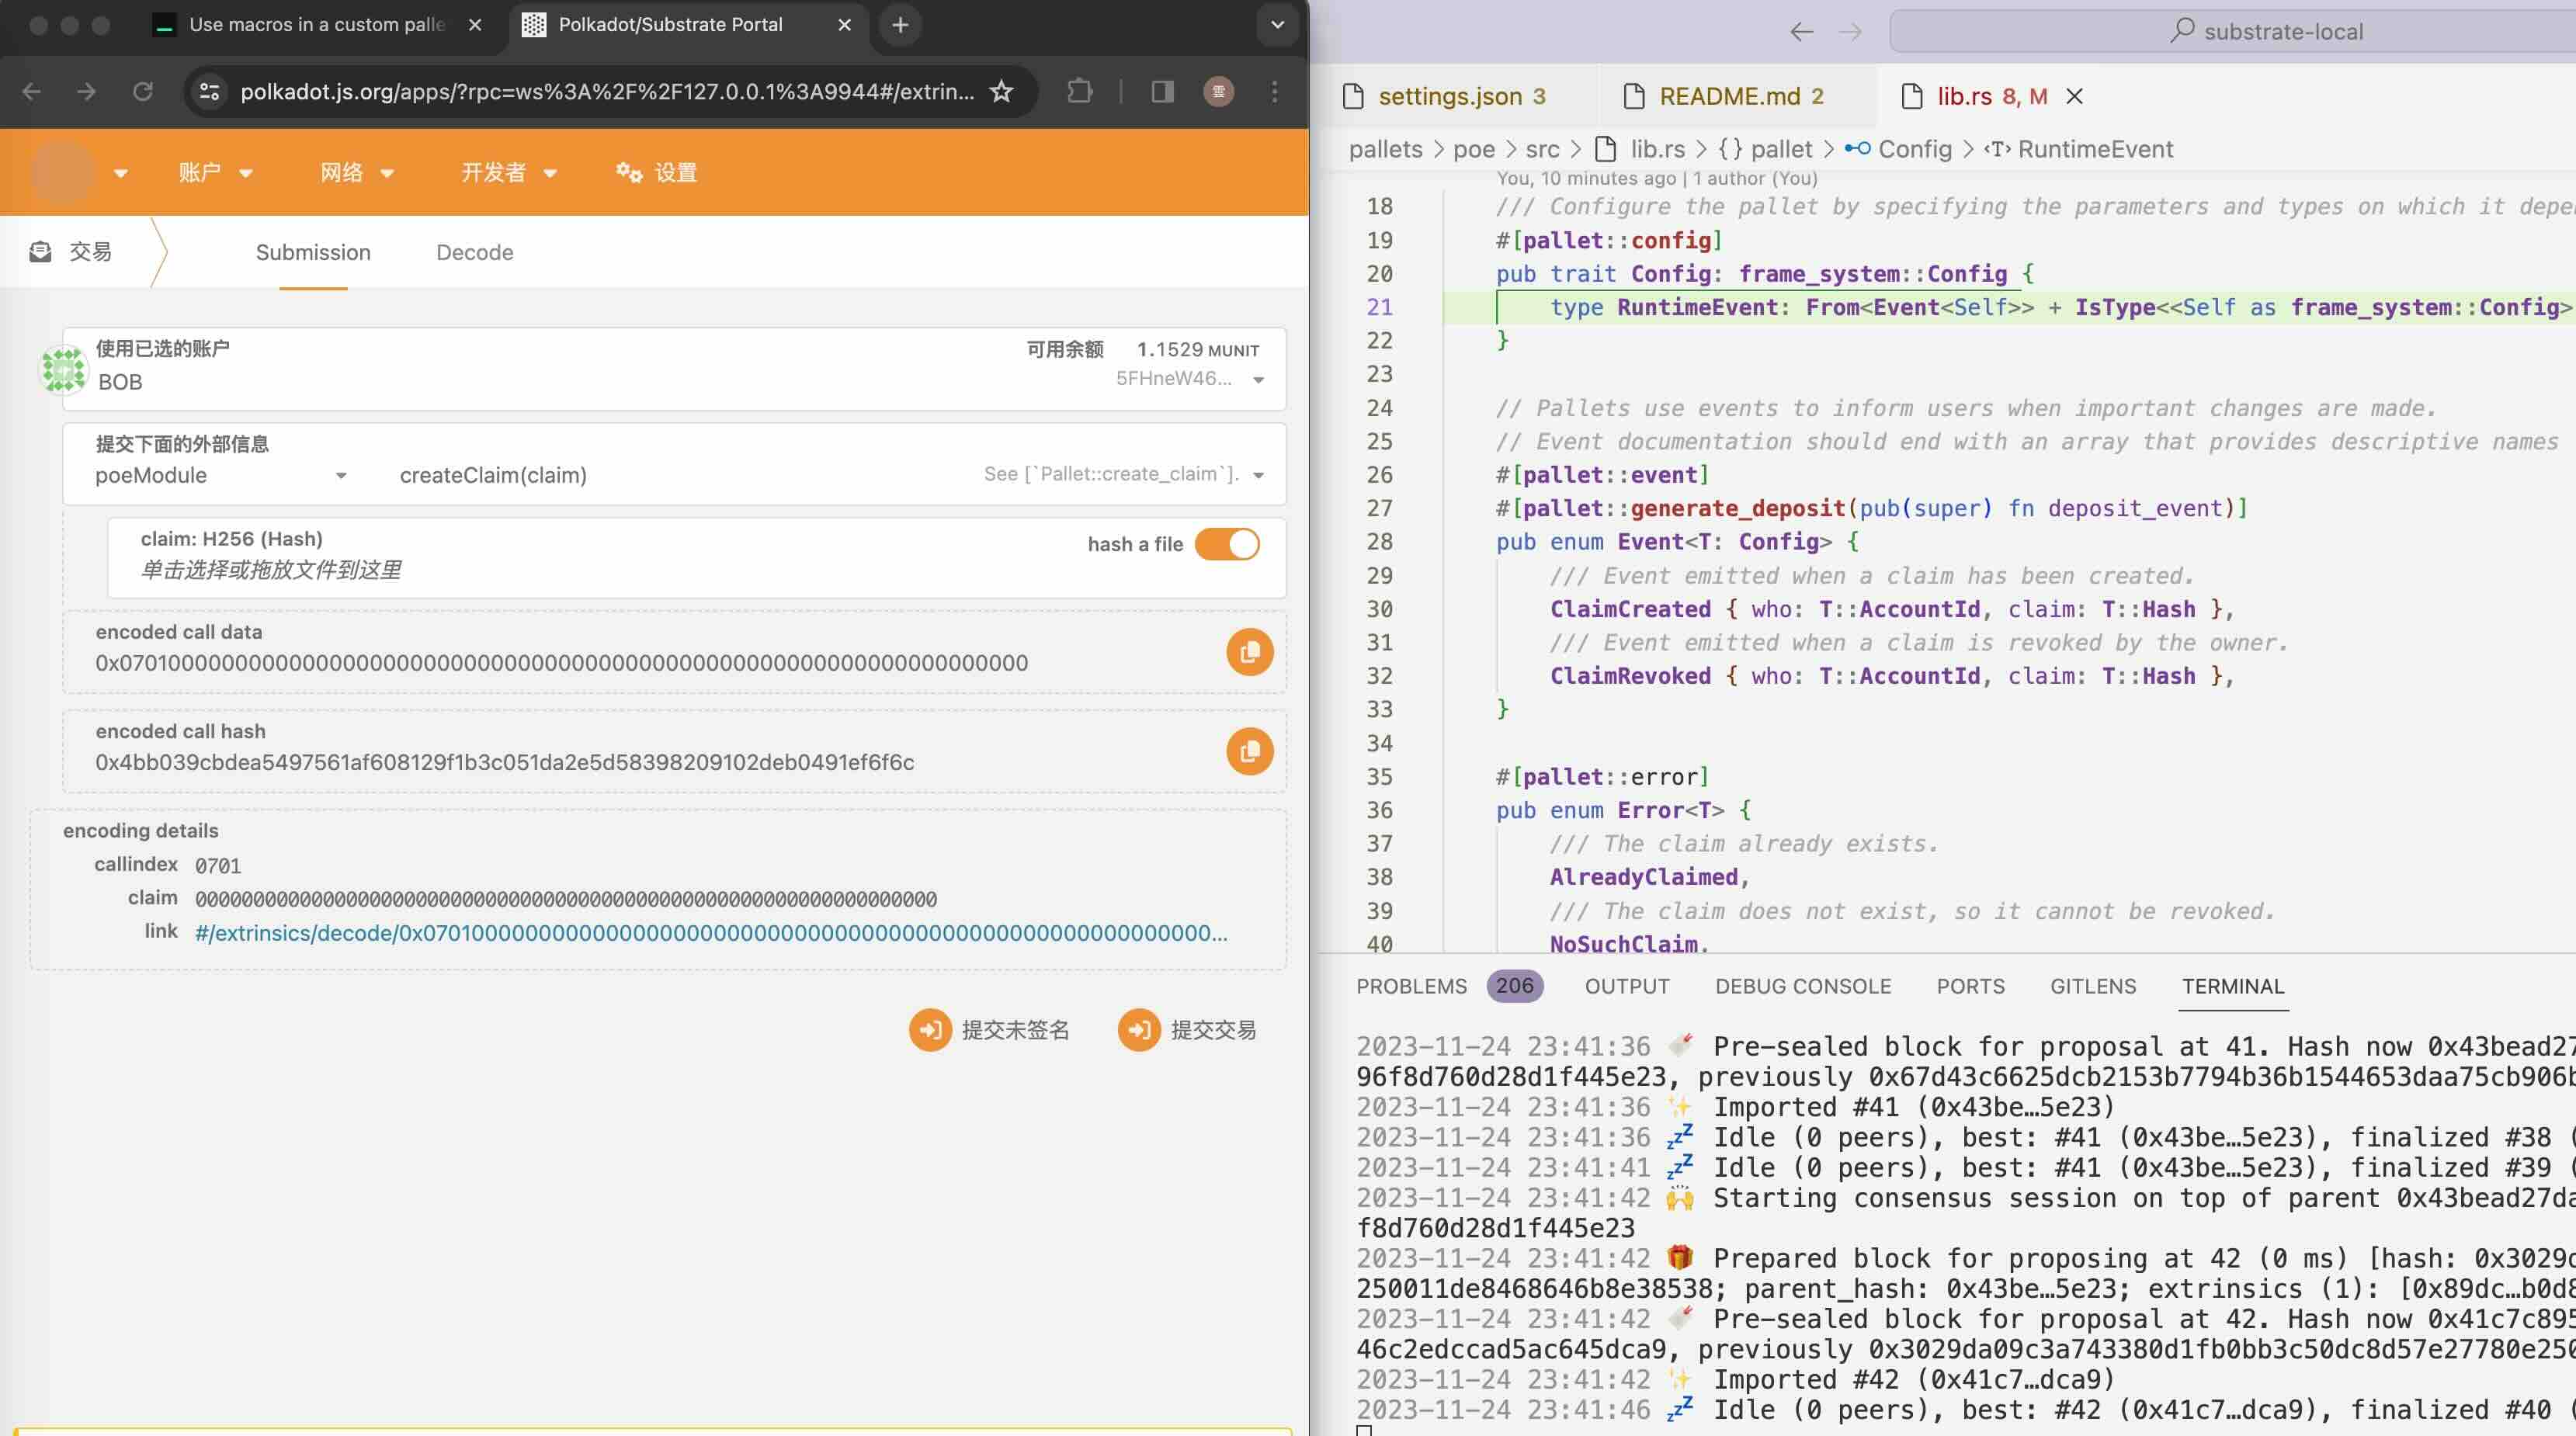 Use macros in a custom palle
Polkadot/Substrate Portal
polkadot.js.org/apps/?rpc=ws%3A%2F%2F127.0.0.1%3A9944#/extrin...
雲
账户
网络
开发者
设置
交易
Submission
Decode
使用已选的账户
BOB
可用余额 1.1529 MUNIT
5FHneW46...
提交下面的外部信息
poeModule
createClaim(claim)
See [`Pallet::create_claim`].
claim: H256 (Hash)
单击选择或拖放文件到这里
hash a file
encoded call data
0x07010000000000000000000000000000000000000000000000000000000000000000
encoded call hash
0x4bb039cbdea5497561af608129f1b3c051da2e5d58398209102deb0491ef6f6c
encoding details
callindex 0701
claim 0000000000000000000000000000000000000000000000000000000000000000
link #/extrinsics/decode/0x070100000000000000000000000000000000000000000000000000000000...
提交未签名
提交交易
substrate-local
settings.json 3
README.md 2
lib.rs 8, M
pallets > poe > src > lib.rs > {} pallet > Config > <T> RuntimeEvent
You, 10 minutes ago | 1 author (You)
18 /// Configure the pallet by specifying the parameters and types on which it depe
19 #[pallet::config]
20 pub trait Config: frame_system::Config {
21 type RuntimeEvent: From<Event<Self>> + IsType<<Self as frame_system::Config>
22 }
23
24 // Pallets use events to inform users when important changes are made.
25 // Event documentation should end with an array that provides descriptive names
26 #[pallet::event]
27 #[pallet::generate_deposit(pub(super) fn deposit_event)]
28 pub enum Event<T: Config> {
29 /// Event emitted when a claim has been created.
30 ClaimCreated { who: T::AccountId, claim: T::Hash },
31 /// Event emitted when a claim is revoked by the owner.
32 ClaimRevoked { who: T::AccountId, claim: T::Hash },
33 }
34
35 #[pallet::error]
36 pub enum Error<T> {
37 /// The claim already exists.
38 AlreadyClaimed,
39 /// The claim does not exist, so it cannot be revoked.
40 NoSuchClaim,
PROBLEMS 206 OUTPUT DEBUG CONSOLE PORTS GITLENS TERMINAL
2023-11-24 23:41:36 🔖 Pre-sealed block for proposal at 41. Hash now 0x43bead27
96f8d760d28d1f445e23, previously 0x67d43c6625dcb2153b7794b36b1544653daa75cb906b
2023-11-24 23:41:36 ✨ Imported #41 (0x43be…5e23)
2023-11-24 23:41:36 💤 Idle (0 peers), best: #41 (0x43be…5e23), finalized #38 (
2023-11-24 23:41:41 💤 Idle (0 peers), best: #41 (0x43be…5e23), finalized #39 (
2023-11-24 23:41:42 🙌 Starting consensus session on top of parent 0x43bead27da
f8d760d28d1f445e23
2023-11-24 23:41:42 🎁 Prepared block for proposing at 42 (0 ms) [hash: 0x3029d
250011de8468646b8e38538; parent_hash: 0x43be…5e23; extrinsics (1): [0x89dc…b0d8
2023-11-24 23:41:42 🔖 Pre-sealed block for proposal at 42. Hash now 0x41c7c895
46c2edccad5ac645dca9, previously 0x3029da09c3a743380d1fb0bb3c50dc8d57e27780e250
2023-11-24 23:41:42 ✨ Imported #42 (0x41c7…dca9)
2023-11-24 23:41:46 💤 Idle (0 peers), best: #42 (0x41c7…dca9), finalized #40 (